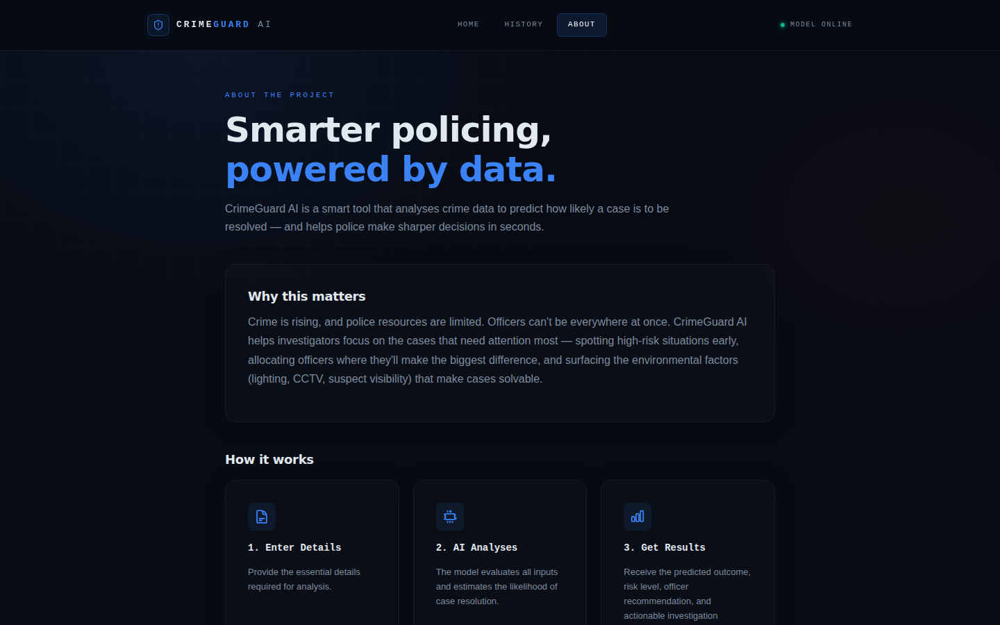 CRIMEGUARD AI
HOME
HISTORY
ABOUT
MODEL ONLINE
ABOUT THE PROJECT
Smarter policing,
powered by data.
CrimeGuard AI is a smart tool that analyses crime data to predict how likely a case is to be
resolved — and helps police make sharper decisions in seconds.
Why this matters
Crime is rising, and police resources are limited. Officers can't be everywhere at once. CrimeGuard AI
helps investigators focus on the cases that need attention most — spotting high-risk situations early,
allocating officers where they'll make the biggest difference, and surfacing the environmental factors
(lighting, CCTV, suspect visibility) that make cases solvable.
How it works
1. Enter Details
Provide the essential details
required for analysis.
2. AI Analyses
The model evaluates all inputs
and estimates the likelihood of
case resolution.
3. Get Results
Receive the predicted outcome,
risk level, officer
recommendation, and
actionable investigation